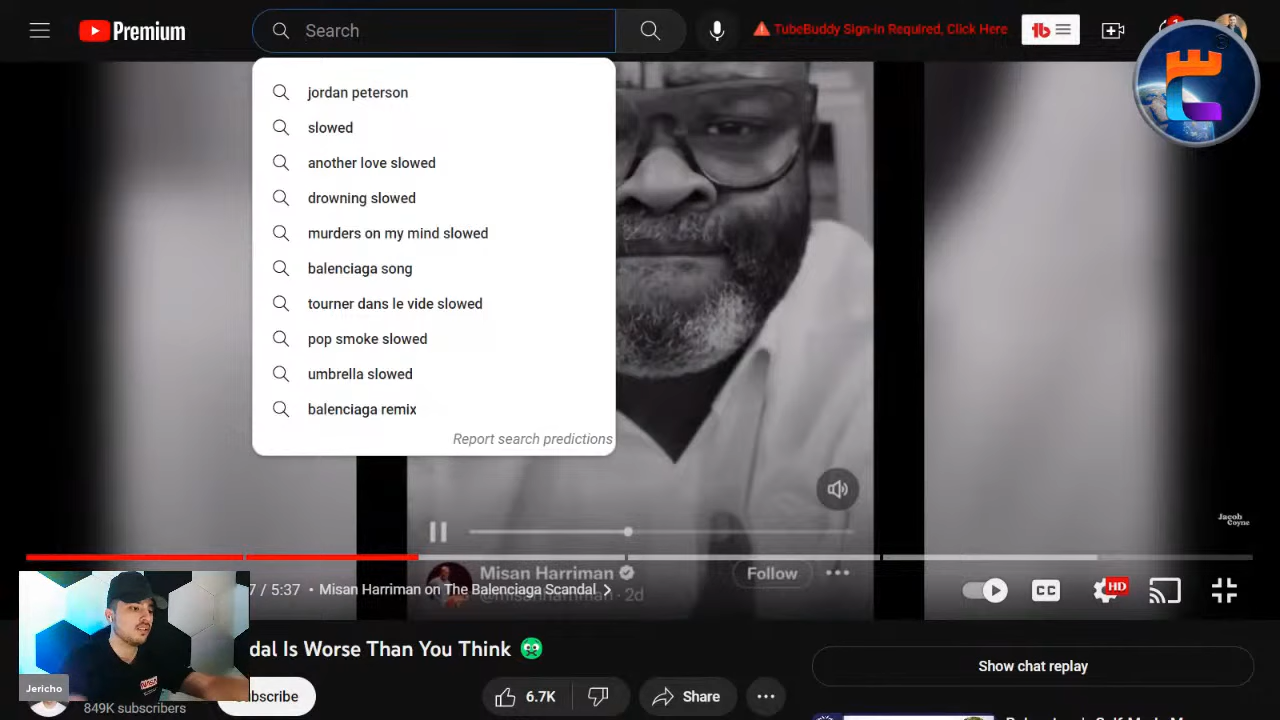 Premium
Search
TubeBuddy Sign-In Required, Click Here
tb
jordan peterson
slowed
another love slowed
drowning slowed
murders on my mind slowed
balenciaga song
tourner dans le vide slowed
pop smoke slowed
umbrella slowed
balenciaga remix
Report search predictions
Jacob
Coyne
Misan Harriman
Follow
@misanharriman · 2d
7 / 5:37 • Misan Harriman on The Balenciaga Scandal
CC
HD
dal Is Worse Than You Think
Show chat replay
Jericho
849K subscribers
bscribe
6.7K
Share